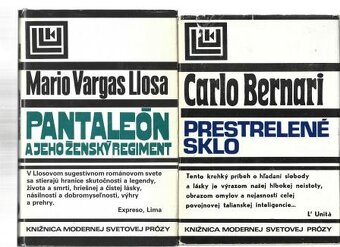 Mario Vargas Llosa
PANTALEÓN
A JEHO ŽENSKÝ REGIMENT
V Llosovom sugestívnom románovom svete
sa stierajú hranice skutočnosti a legendy,
života a smrti, hriešnej a čistej lásky,
násilnosti a dobromyseľnosti, výhry
a prehry.
Expreso, Lima
KNIŽNICA MODERNEJ SVETOVEJ PRÓZY
Carlo Bernari
PRESTRELENÉ
SKLO
Tento krehký príbeh o hľadaní slobody
a lásky je výrazom našej hlbokej neistoty,
obrazom omylov a nejasností celej
povojnovej talianskej inteligencie...
L' Unitá
KNIŽNICA MODERNEJ SVETOVEJ PRÓZY